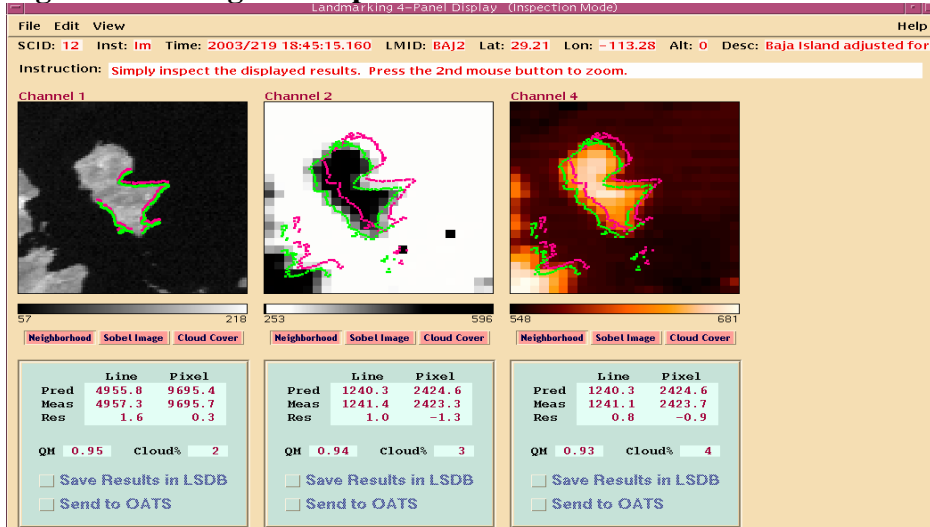 Landmarking 4-Panel Display (Inspection Mode)
File Edit View Help
SCID: 12 Inst: Im Time: 2003/219 18:45:15.160 LMID: BAJ2 Lat: 29.21 Lon: -113.28 Alt: 0 Desc: Baja Island adjusted for
Instruction: Simply inspect the displayed results. Press the 2nd mouse button to zoom.
Channel 1 Channel 2 Channel 4
57 218 253 596 548 681
Neighborhood Sobel Image Cloud Cover Neighborhood Sobel Image Cloud Cover Neighborhood Sobel Image Cloud Cover
Line Pixel Line Pixel Line Pixel
Pred 4955.8 9695.4 Pred 1240.3 2424.6 Pred 1240.3 2424.6
Meas 4957.3 9695.7 Meas 1241.4 2423.3 Meas 1241.1 2423.7
Res 1.6 0.3 Res 1.0 -1.3 Res 0.8 -0.9
QM 0.95 Cloud% 2 QM 0.94 Cloud% 3 QM 0.93 Cloud% 4
Save Results in LSDB Save Results in LSDB Save Results in LSDB
Send to OATS Send to OATS Send to OATS